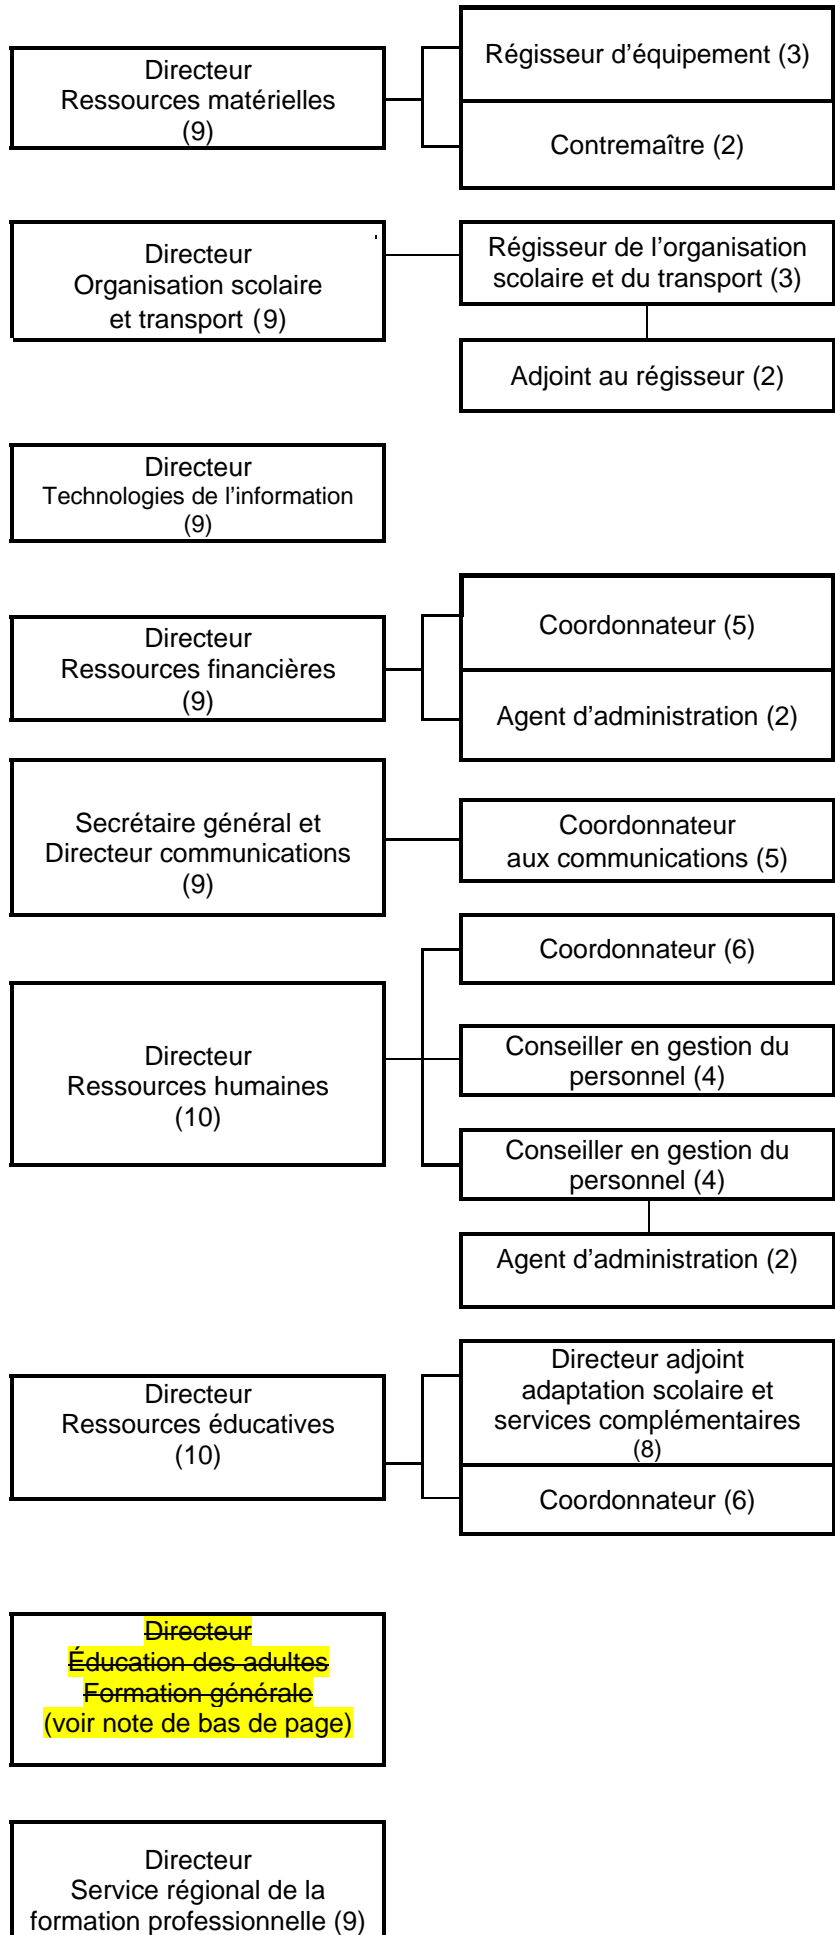 Directeur
Ressources matérielles
(9)
Régisseur d'équipement (3)
Contremaître (2)
Directeur
Organisation scolaire
et transport (9)
Régisseur de l'organisation
scolaire et du transport (3)
Adjoint au régisseur (2)
Directeur
Technologies de l'information
(9)
Directeur
Ressources financières
(9)
Coordonnateur (5)
Agent d'administration (2)
Secrétaire général et
Directeur communications
(9)
Coordonnateur
aux communications (5)
Directeur
Ressources humaines
(10)
Coordonnateur (6)
Conseiller en gestion du
personnel (4)
Conseiller en gestion du
personnel (4)
Agent d'administration (2)
Directeur
Ressources éducatives
(10)
Directeur adjoint
adaptation scolaire et
services complémentaires
(8)
Coordonnateur (6)
Directeur
Éducation des adultes
Formation générale
(voir note de bas de page)
Directeur
Service régional de la
formation professionnelle (9)